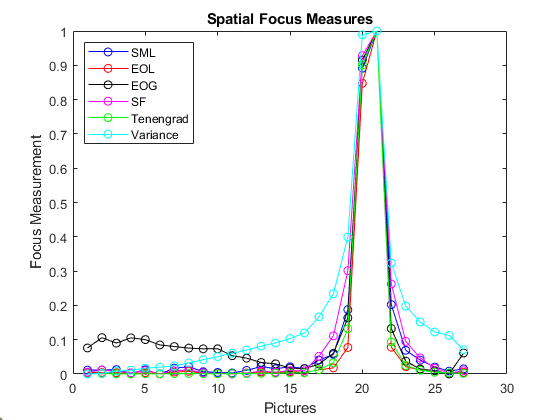 Spatial Focus Measures
1
0.9
0.8
0.7
0.6
0.5
0.4
0.3
0.2
0.1
0
Focus Measurement
SML
EOL
EOG
SF
Tenengrad
Variance
0 5 10 15 20 25 30
Pictures